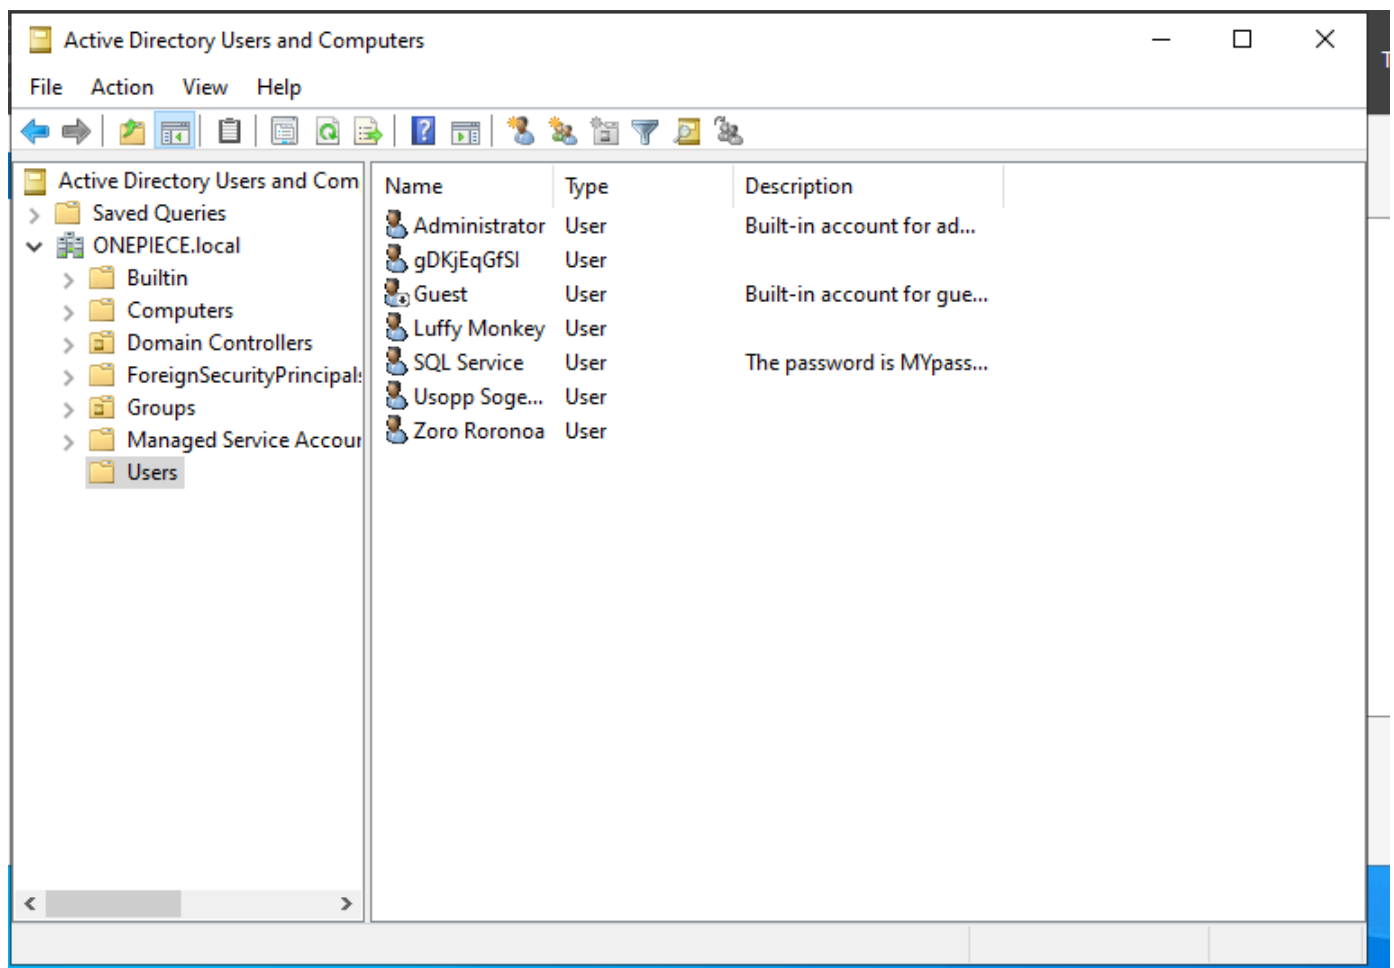 Active Directory Users and Computers
File Action View Help
Active Directory Users and Com
Saved Queries
ONEPIECE.local
Builtin
Computers
Domain Controllers
ForeignSecurityPrincipals
Groups
Managed Service Accour
Users
Name Type Description
Administrator User Built-in account for ad...
gDKjEqGfSl User
Guest User Built-in account for gue...
Luffy Monkey User
SQL Service User The password is MYpass...
Usopp Soge... User
Zoro Roronoa User